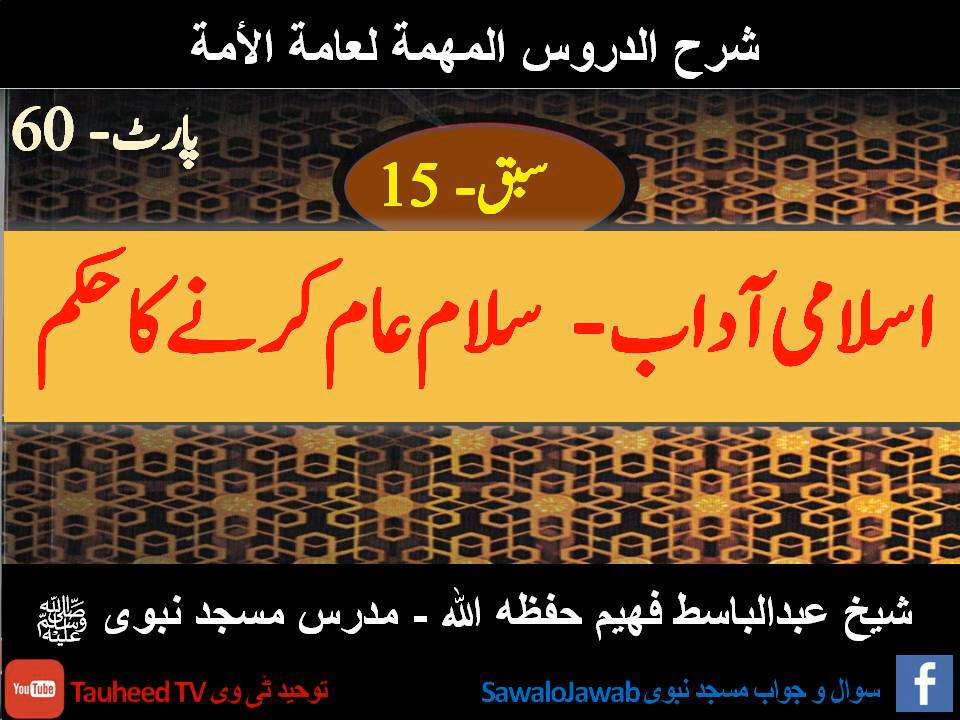 شرح الدروس المهمة لعامة الأمة
پارٹ- 60
سبق- 15
اسلامی آداب - سلام عام کرنے کا حکم
شیخ عبدالباسط فهیم حفظه الله - مدرس مسجد نبوی ﷺ
YouTube Tauheed TV توحید ٹی وی
SawaloJawab سوال و جواب مسجد نبوی f